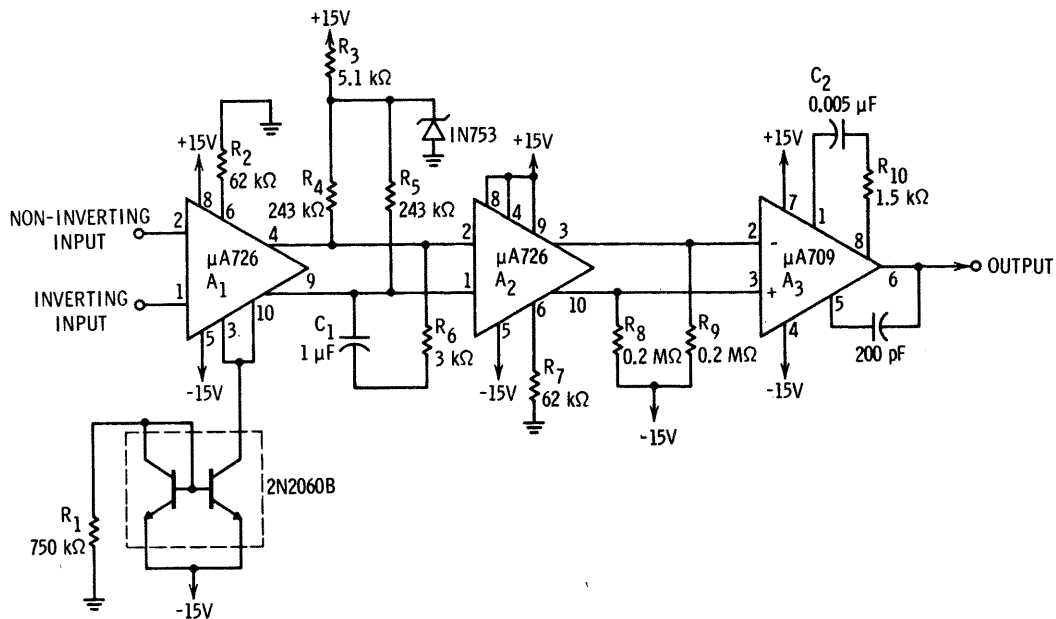 +15V
R3
5.1 kΩ
IN753
C2
0.005 µF
+15V
R2
62 kΩ
R4
243 kΩ
R5
243 kΩ
+15V
+15V
R10
1.5 kΩ
8
6
8
4
9
7
1
8
NON-INVERTING
INPUT
2
4
2
3
2
-
6
OUTPUT
µA726
A1
µA726
A2
µA709
A3
INVERTING
INPUT
1
9
1
10
3
+
5
3
10
5
6
4
5
C1
1 µF
R6
3 kΩ
R8
0.2 MΩ
R9
0.2 MΩ
200 pF
-15V
-15V
R7
62 kΩ
-15V
-15V
2N2060B
R1
750 kΩ
-15V